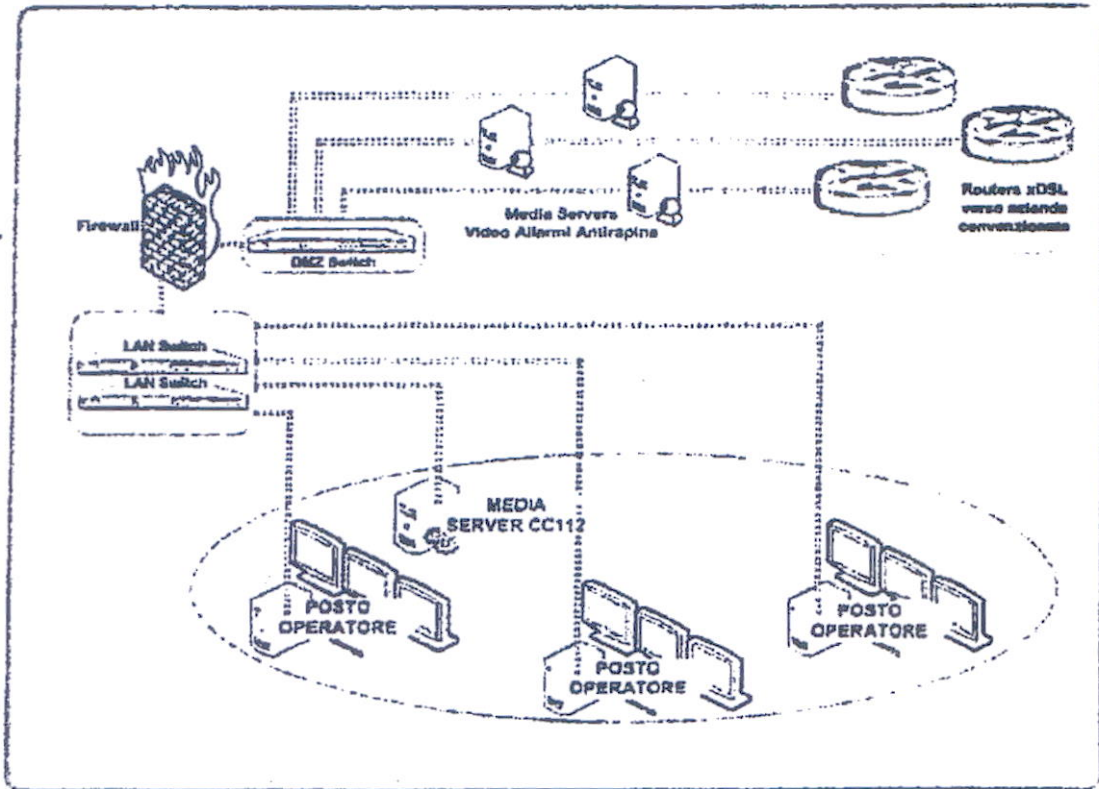 Firewall
DMZ Switch
Media Servers
Video Allarmi Antirapina
Routers xDSL
verso aziende
convenzionate
LAN Switch
LAN Switch
MEDIA
SERVER CC112
POSTO
OPERATORE
POSTO
OPERATORE
POSTO
OPERATORE